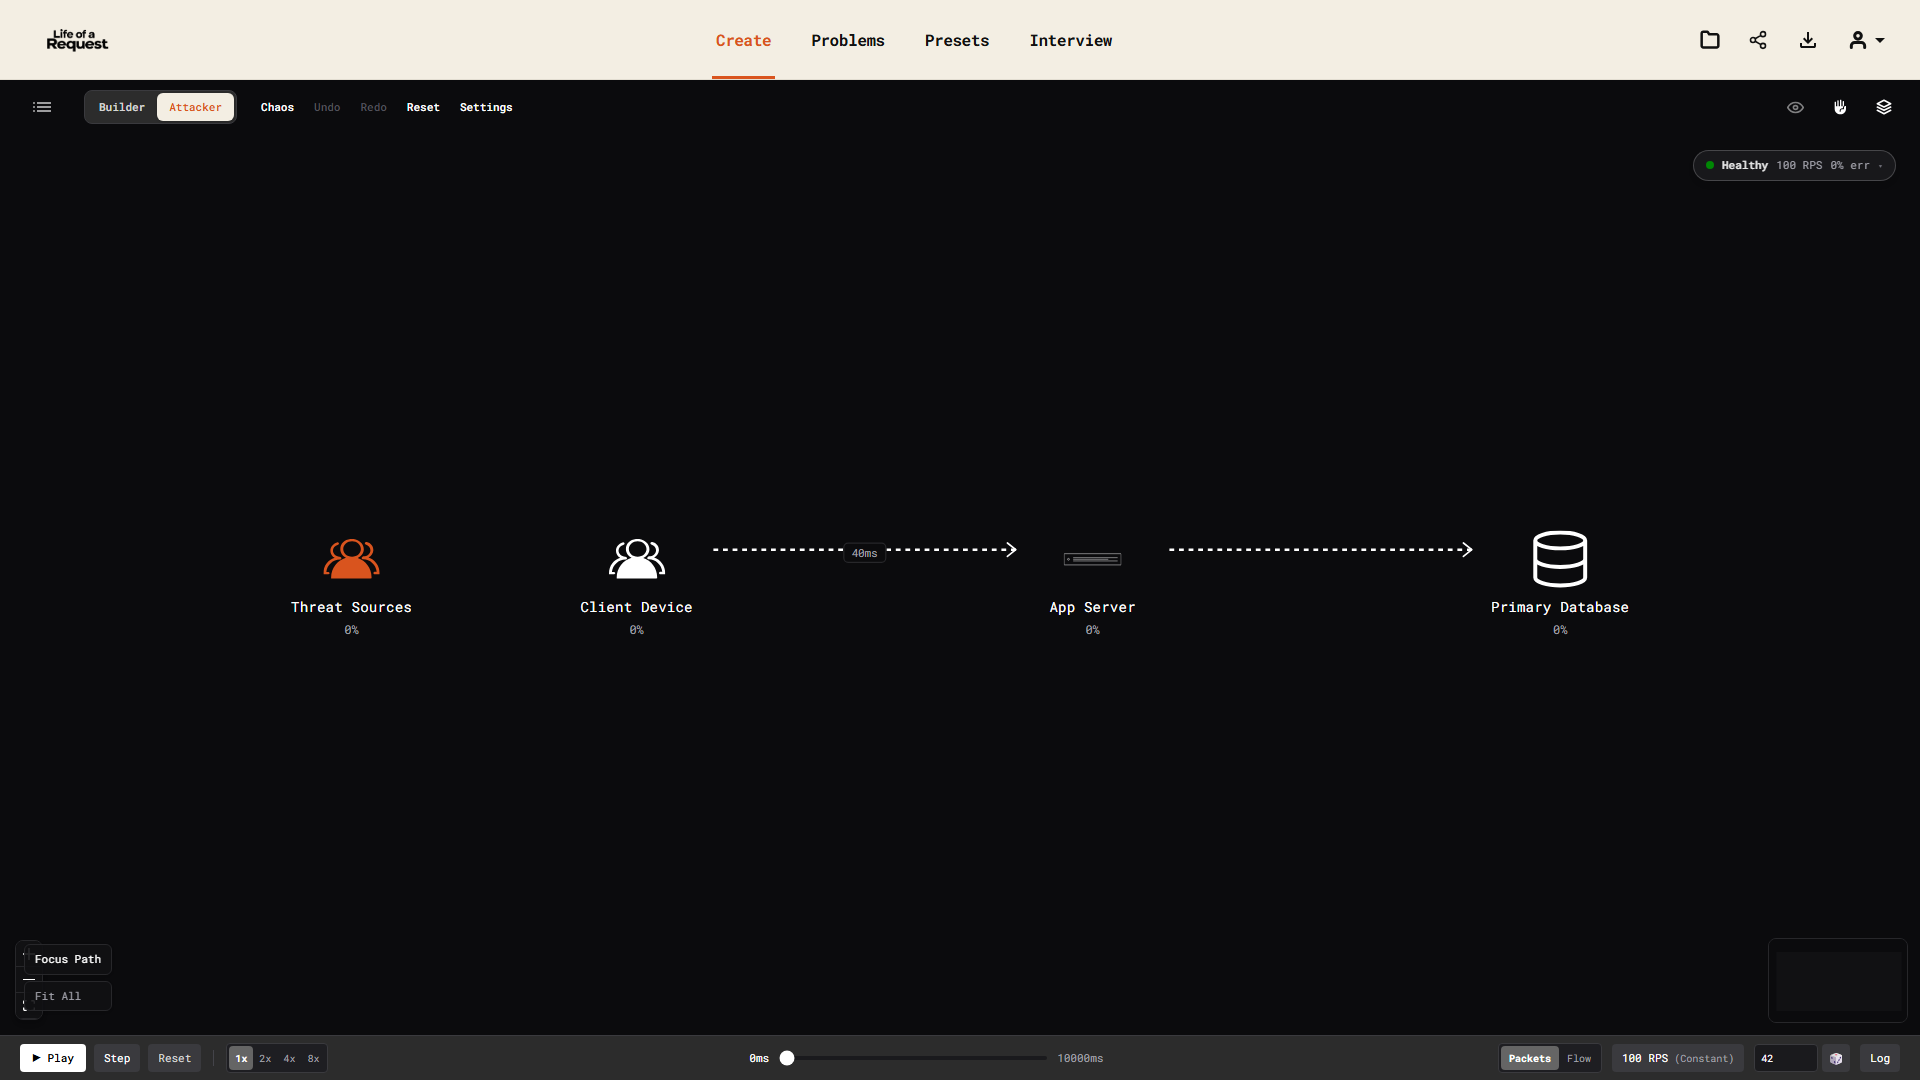 Life of a
Request
Create
Problems
Presets
Interview
Builder
Attacker
Chaos
Undo
Redo
Reset
Settings
Healthy 100 RPS 0% err
40ms
Threat Sources
0%
Client Device
0%
App Server
0%
Primary Database
0%
Focus Path
Fit All
Play
Step
Reset
1x
2x
4x
8x
0ms
10000ms
Packets
Flow
100 RPS (Constant)
42
Log